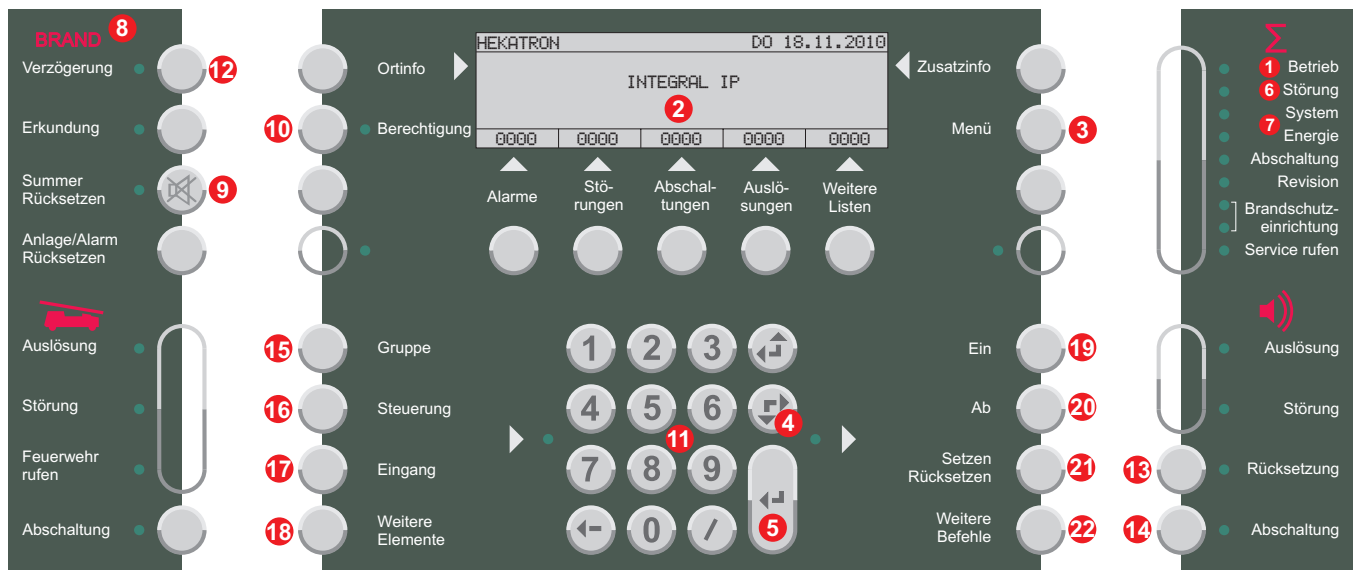 BRAND 8
Verzögerung 12
Erkundung
Summer
Rücksetzen 9
Anlage/Alarm
Rücksetzen
Auslösung
Störung
Feuerwehr
rufen
Abschaltung
Ortinfo
10 Berechtigung
HEKATRON DO 18.11.2010
INTEGRAL IP
2
0000 0000 0000 0000 0000
Alarme
Stö-
rungen
Abschal-
tungen
Auslö-
sungen
Weitere
Listen
Zusatzinfo
Menü 3
15 Gruppe
16 Steuerung
17 Eingang
18 Weitere
Elemente
1 2 3
4 5 6 4
11
7 8 9
0 / 5
Ein 19
Ab 20
Setzen
Rücksetzen 21
Weitere
Befehle 22
Σ
1 Betrieb
6 Störung
System
7 Energie
Abschaltung
Revision
Brandschutz-
einrichtung
Service rufen
Auslösung
Störung
13 Rücksetzung
14 Abschaltung